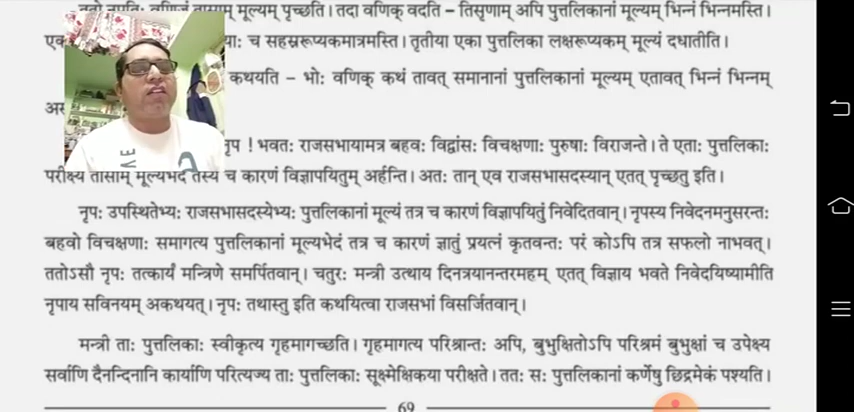 ततो नृपतिः वणिजं तासाम् मूल्यम् पृच्छति। तदा वणिक् वदति – तिसृणाम् अपि पुत्तलिकानां मूल्यम् भिन्नं भिन्नमस्ति।
याः च सहस्ररूप्यकमात्रमस्ति। तृतीया एका पुत्तलिका लक्षरूप्यकम् मूल्यं दधातीति।
कथयति – भोः वणिक् कथं तावत् समानानां पुत्तलिकानां मूल्यम् एतावत् भिन्नं भिन्नम्
नृप ! भवतः राजसभायामत्र बहवः विद्वांसः विचक्षणाः पुरुषाः विराजन्ते। ते एताः पुत्तलिकाः
परीक्ष्य तासाम् मूल्यभेदं तस्य च कारणं विज्ञापयितुम् अर्हन्ति। अतः तान् एव राजसभासदस्यान् एतत् पृच्छतु इति।
नृपः उपस्थितेभ्यः राजसभासदस्येभ्यः पुत्तलिकानां मूल्यं तत्र च कारणं विज्ञापयितुं निवेदितवान्। नृपस्य निवेदनमनुसरन्तः
बहवो विचक्षणाः समागत्य पुत्तलिकानां मूल्यभेदं तत्र च कारणं ज्ञातुं प्रयत्नं कृतवन्तः परं कोऽपि तत्र सफलो नाभवत्।
ततोऽसौ नृपः तत्कार्यं मन्त्रिणे समर्पितवान्। चतुरः मन्त्री उत्थाय दिनत्रयानन्तरमहम् एतत् विज्ञाय भवते निवेदयिष्यामीति
नृपाय सविनयम् अकथयत्। नृपः तथास्तु इति कथयित्वा राजसभां विसर्जितवान्।
मन्त्री ताः पुत्तलिकाः स्वीकृत्य गृहमागच्छति। गृहमागत्य परिश्रान्तः अपि, बुभुक्षितोऽपि परिश्रमं बुभुक्षां च उपेक्ष्य
सर्वाणि दैनन्दिनानि कार्याणि परित्यज्य ताः पुत्तलिकाः सूक्ष्मेक्षिकया परीक्षते। ततः सः पुत्तलिकानां कर्णेषु छिद्रमेकं पश्यति।
69